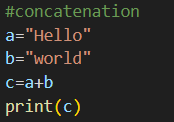 #concatenation
a="Hello"
b="world"
c=a+b
print(c)